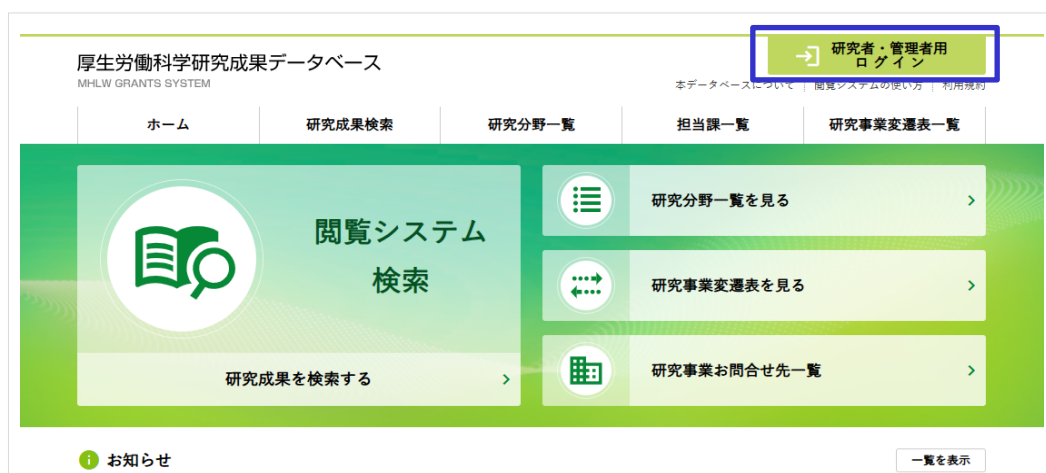 厚生労働科学研究成果データベース
MHLW GRANTS SYSTEM
研究者・管理者用
ログイン
本データベースについて
閲覧システムの使い方
利用規約
ホーム
研究成果検索
研究分野一覧
担当課一覧
研究事業変遷表一覧
閲覧システム
検索
研究成果を検索する
研究分野一覧を見る
研究事業変遷表を見る
研究事業お問合せ先一覧
お知らせ
一覧を表示